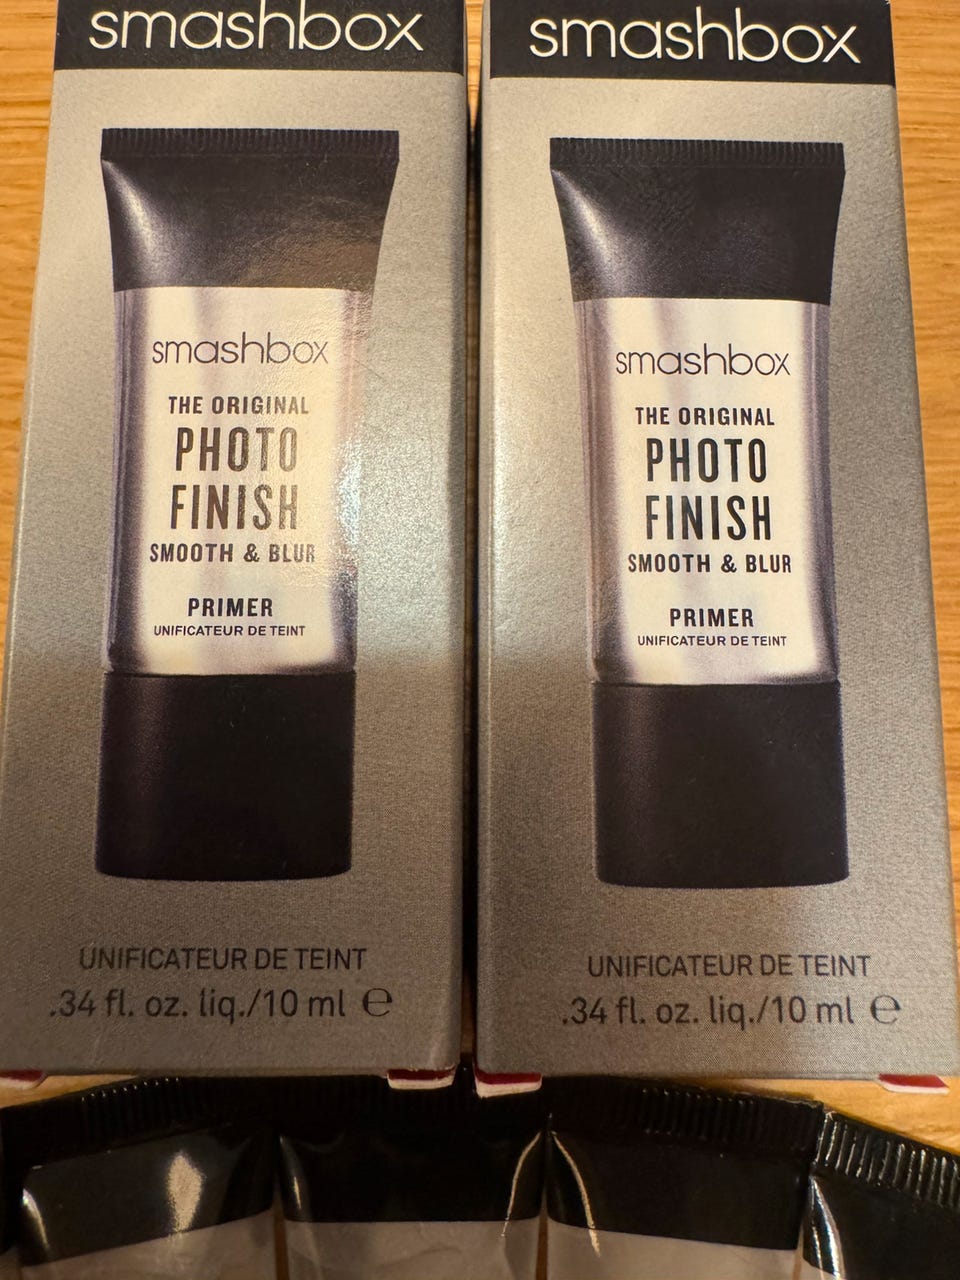 smashbox
smashbox
THE ORIGINAL
PHOTO
FINISH
SMOOTH & BLUR
PRIMER
UNIFICATEUR DE TEINT
UNIFICATEUR DE TEINT
.34 fl. oz. liq./10 ml ℮
smashbox
smashbox
THE ORIGINAL
PHOTO
FINISH
SMOOTH & BLUR
PRIMER
UNIFICATEUR DE TEINT
UNIFICATEUR DE TEINT
.34 fl. oz. liq./10 ml ℮